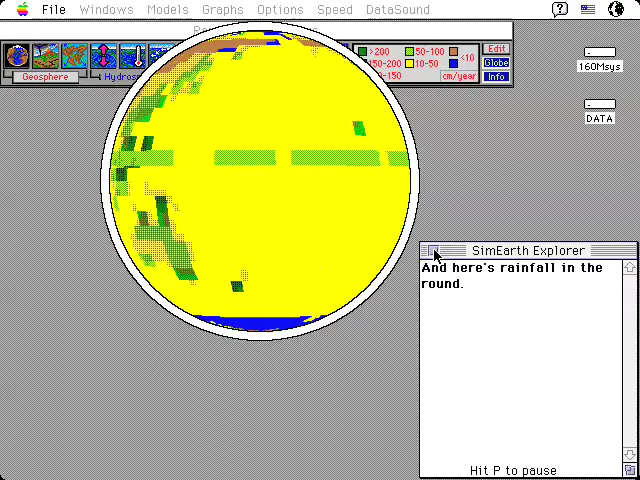 File Windows Models Graphs Options Speed DataSound
>200 50-100 <10 Edit
150-200 10-50 Globe
-150 cm/year Info
Geosphere Hydrosp
160Msys
DATA
SimEarth Explorer
And here's rainfall in the
round.
Hit P to pause